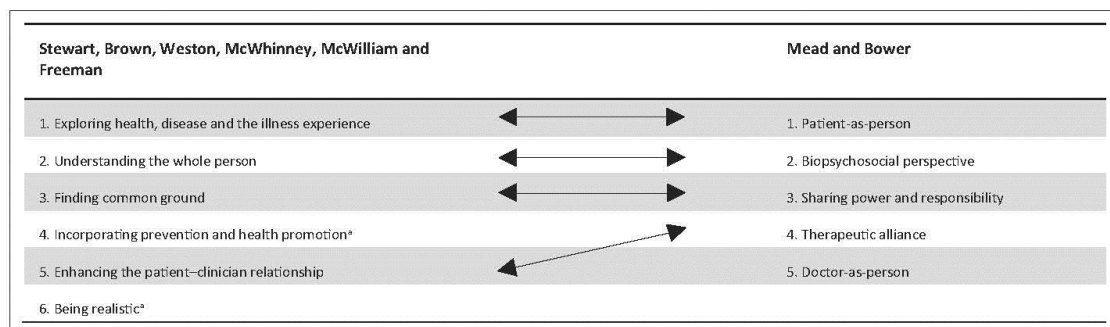 Stewart, Brown, Weston, McWhinney, McWilliam and
Freeman
Mead and Bower
1. Exploring health, disease and the illness experience
1. Patient-as-person
2. Understanding the whole person
2. Biopsychosocial perspective
3. Finding common ground
3. Sharing power and responsibility
4. Incorporating prevention and health promotionᵃ
4. Therapeutic alliance
5. Enhancing the patient–clinician relationship
5. Doctor-as-person
6. Being realisticᵃ